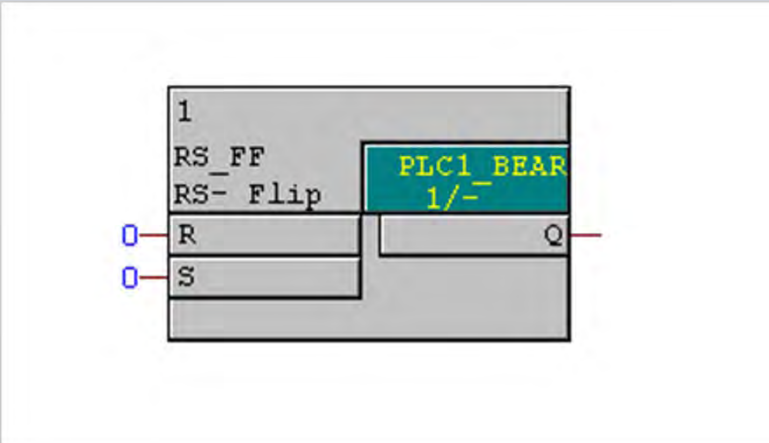 1
RS_FF
RS- Flip
PLC1_BEAR
1/-
0 R Q
0 S